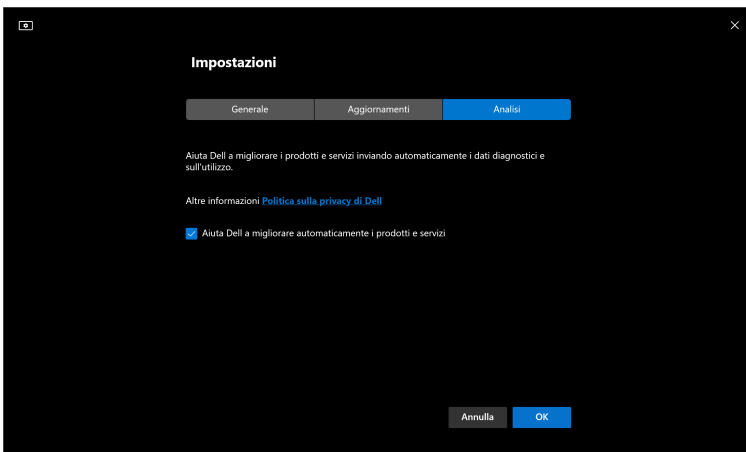 Impostazioni
Generale
Aggiornamenti
Analisi
Aiuta Dell a migliorare i prodotti e servizi inviando automaticamente i dati diagnostici e
sull'utilizzo.
Altre informazioni Politica sulla privacy di Dell
Aiuta Dell a migliorare automaticamente i prodotti e servizi
Annulla
OK